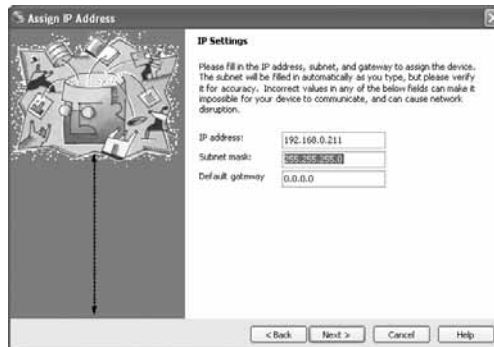 Assign IP Address
IP Settings
Please fill in the IP address, subnet, and gateway to assign the device.
The subnet will be filled in automatically as you type, but please verify
it for accuracy. Incorrect values in any of the below fields can make it
impossible for your device to communicate, and can cause network
disruption.
IP address: 192.168.0.211
Subnet mask: 255.255.255.0
Default gateway 0.0.0.0
< Back Next > Cancel Help